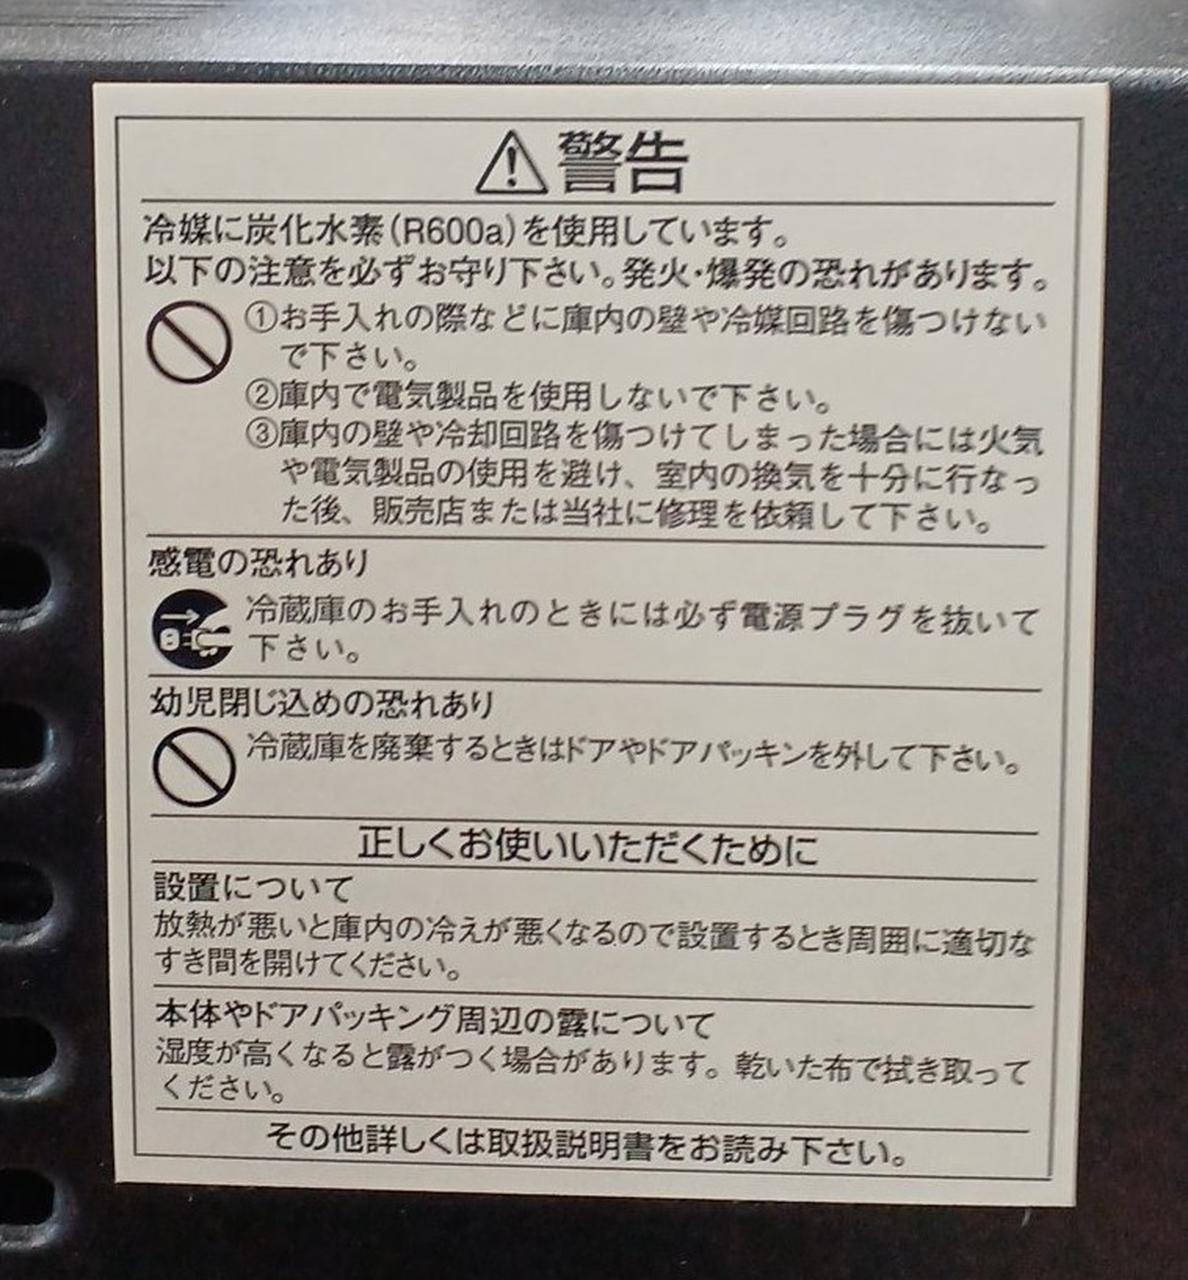 警告
冷媒に炭化水素(R600a)を使用しています。
以下の注意を必ずお守り下さい。発火・爆発の恐れがあります。
①お手入れの際などに庫内の壁や冷媒回路を傷つけない
で下さい。
②庫内で電気製品を使用しないで下さい。
③庫内の壁や冷却回路を傷つけてしまった場合には火気
や電気製品の使用を避け、室内の換気を十分に行なっ
た後、販売店または当社に修理を依頼して下さい。
感電の恐れあり
冷蔵庫のお手入れのときには必ず電源プラグを抜いて
下さい。
幼児閉じ込めの恐れあり
冷蔵庫を廃棄するときはドアやドアパッキンを外して下さい。
正しくお使いいただくために
設置について
放熱が悪いと庫内の冷えが悪くなるので設置するとき周囲に適切な
すき間を開けてください。
本体やドアパッキング周辺の露について
湿度が高くなると露がつく場合があります。乾いた布で拭き取って
ください。
その他詳しくは取扱説明書をお読み下さい。